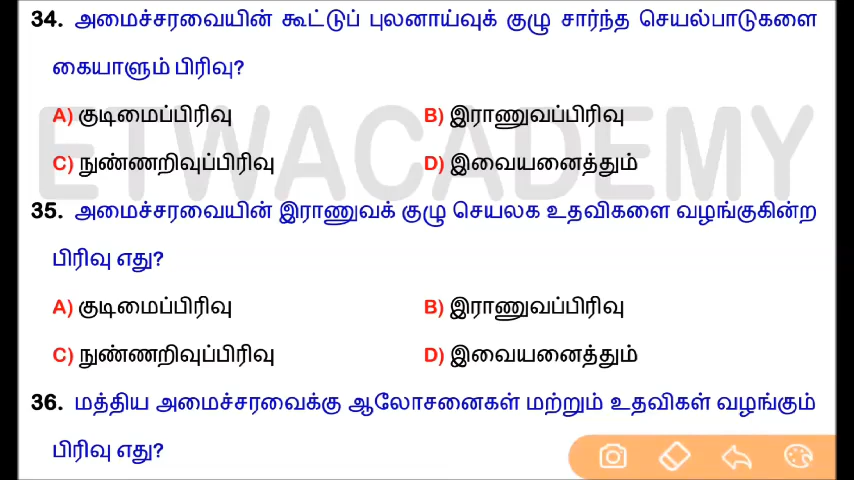 34. அமைச்சரவையின் கூட்டுப் புலனாய்வுக் குழு சார்ந்த செயல்பாடுகளை
கையாளும் பிரிவு?
A) குடிமைப்பிரிவு B) இராணுவப்பிரிவு
ETWACADEMY
C) நுண்ணறிவுப்பிரிவு D) இவையனைத்தும்
35. அமைச்சரவையின் இராணுவக் குழு செயலக உதவிகளை வழங்குகின்ற
பிரிவு எது?
A) குடிமைப்பிரிவு B) இராணுவப்பிரிவு
C) நுண்ணறிவுப்பிரிவு D) இவையனைத்தும்
36. மத்திய அமைச்சரவைக்கு ஆலோசனைகள் மற்றும் உதவிகள் வழங்கும்
பிரிவு எது?